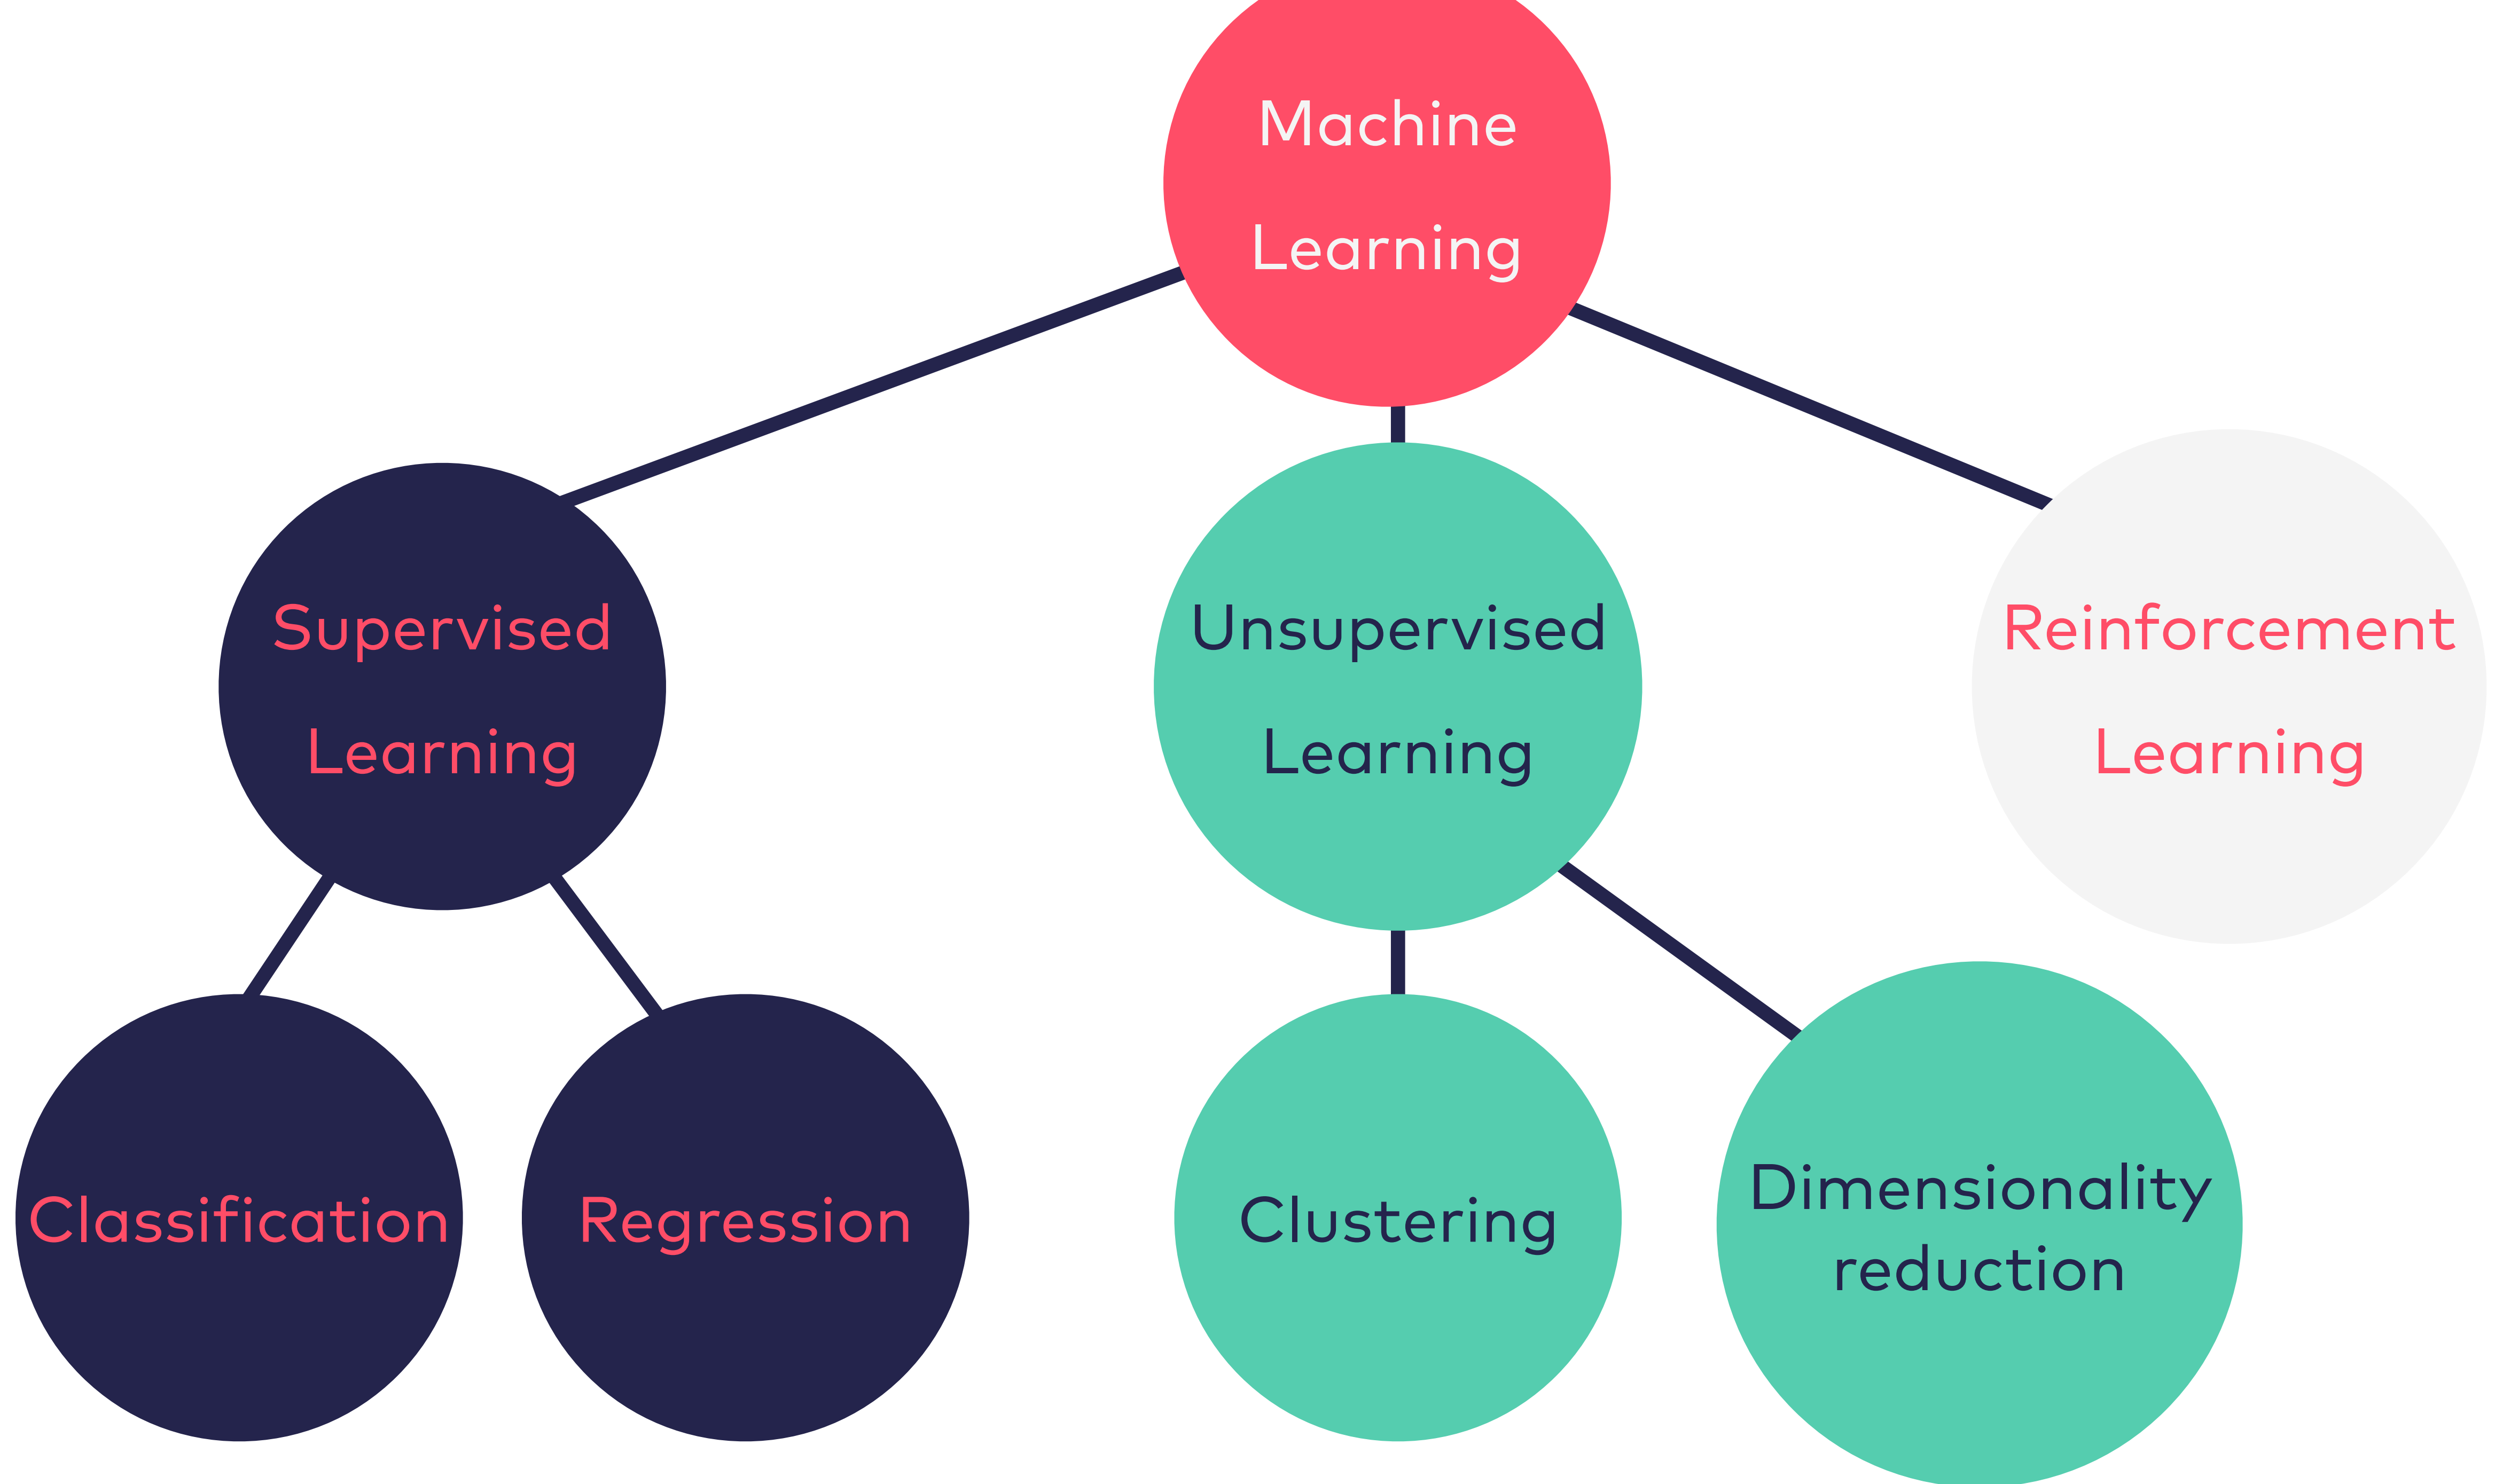 Machine
Learning
Supervised
Learning
Unsupervised
Learning
Reinforcement
Learning
Classification
Regression
Clustering
Dimensionality
reduction